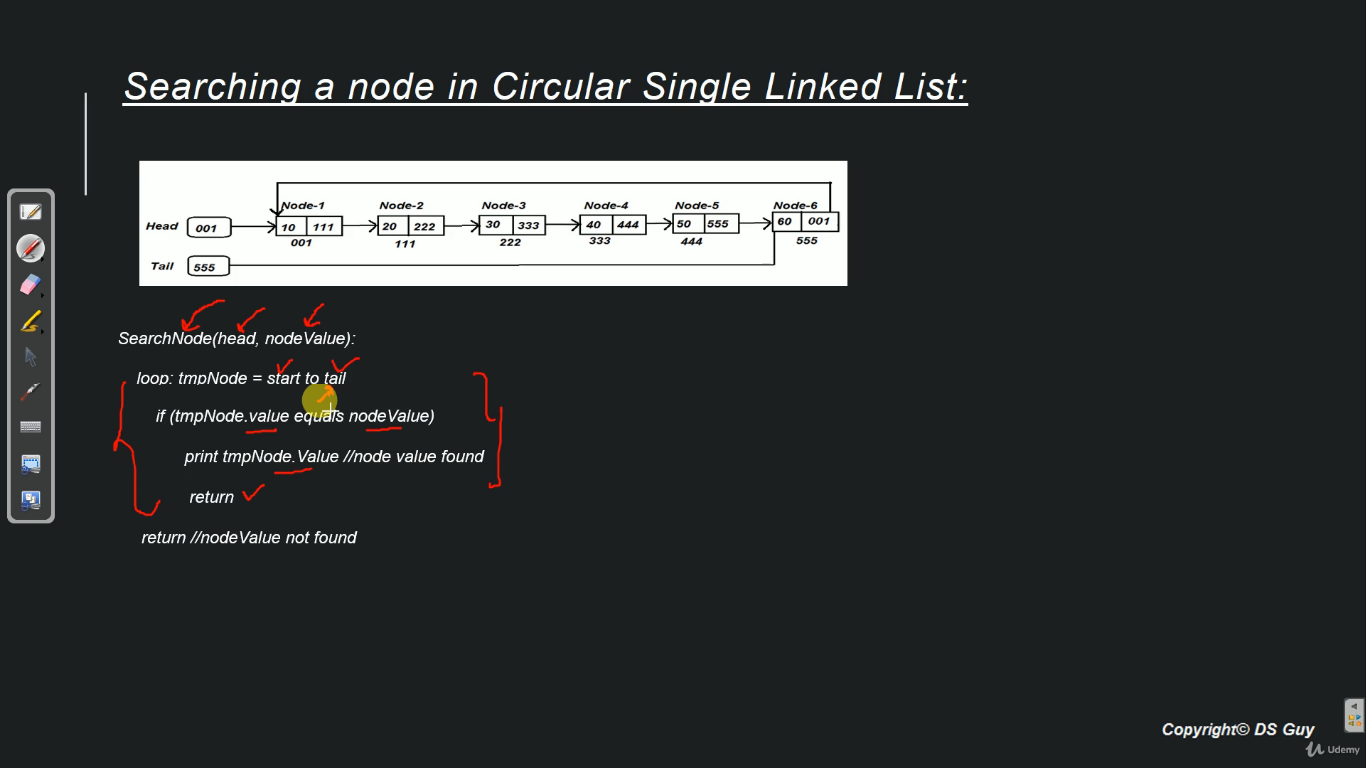 Searching a node in Circular Single Linked List:
Node-1 Node-2 Node-3 Node-4 Node-5 Node-6
Head 001 10 111 20 222 30 333 40 444 50 555 60 001
001 111 222 333 444 555
Tail 555
SearchNode(head, nodeValue):
loop: tmpNode = start to tail
if (tmpNode.value equals nodeValue)
print tmpNode.Value //node value found
return
return //nodeValue not found
Copyright© DS Guy
Udemy